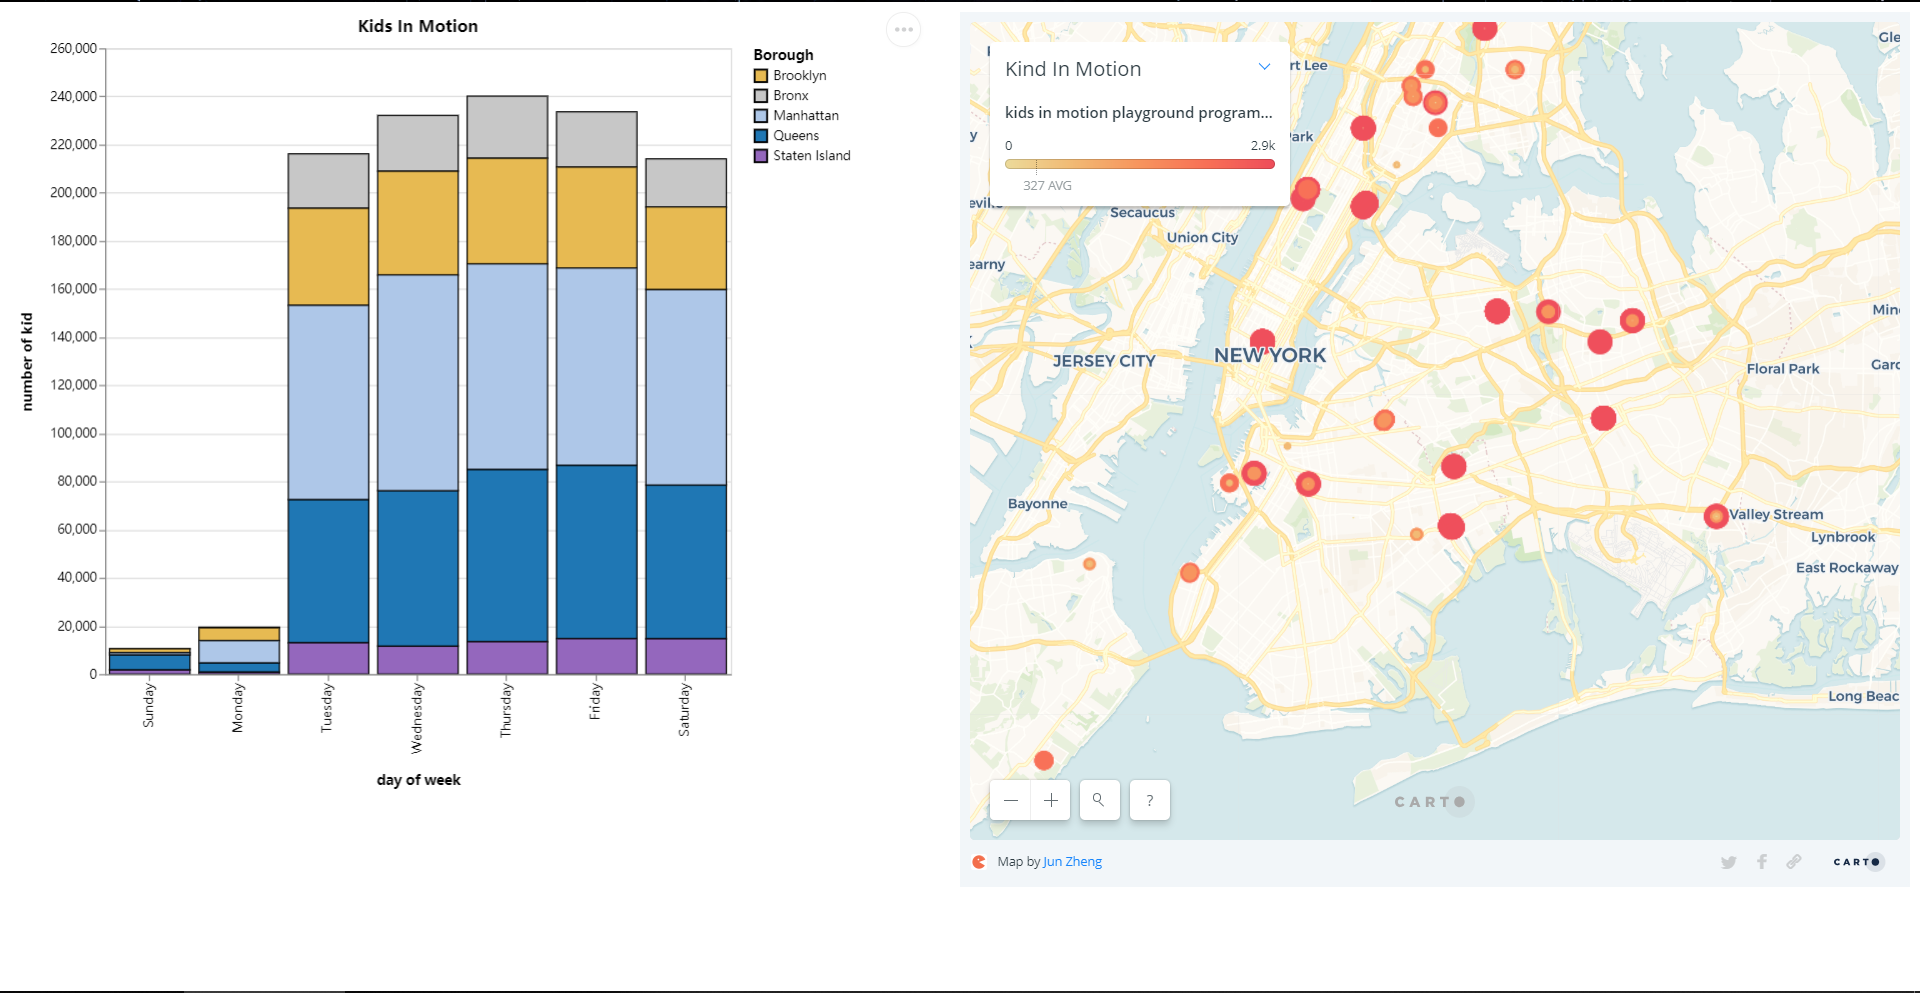 Kids In Motion
260,000
240,000
220,000
200,000
180,000
160,000
140,000
120,000
100,000
80,000
60,000
40,000
20,000
0
number of kid
Sunday
Monday
Tuesday
Wednesday
Thursday
Friday
Saturday
day of week
Borough
Brooklyn
Bronx
Manhattan
Queens
Staten Island
Kind In Motion
kids in motion playground program...
0 2.9k
327 AVG
Gle
rt Lee
ark
Secaucus
Union City
earny
Min
JERSEY CITY
NEW YORK
Floral Park
Gard
Bayonne
Valley Stream
Lynbrook
East Rockaway
Long Beac
?
CARTO
Map by Jun Zheng
CARTO